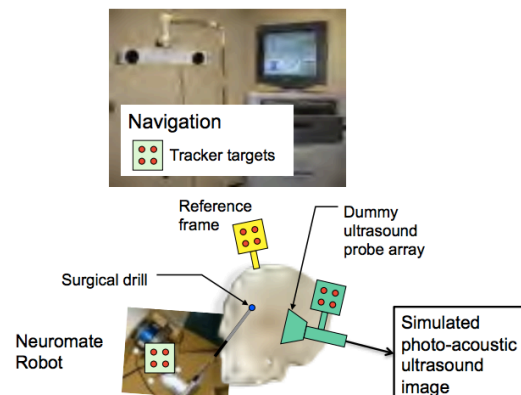 Navigation
Tracker targets
Reference
frame
Dummy
ultrasound
probe array
Surgical drill
Neuromate
Robot
Simulated
photo-acoustic
ultrasound
image